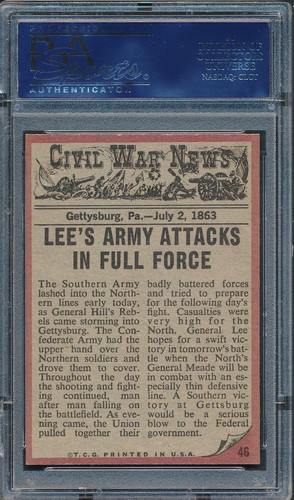 PSA
Sports
AUTHENTICATOR
UNIVERSE
NASDAQ: CLCT
CIVIL WAR NEWS
Gettysburg, Pa.—July 2, 1863
LEE'S ARMY ATTACKS
IN FULL FORCE
The Southern Army
lashed into the North-
ern lines early today,
as General Hill's Reb-
els came storming into
Gettysburg. The Con-
federate Army had the
upper hand over the
Northern soldiers and
drove them to cover.
Throughout the day
the shooting and fight-
ing continued, man
after man falling on
the battlefield. As eve-
ning came, the Union
pulled together their
badly battered forces
and tried to prepare
for the following day's
fight. Casualties were
very high for the
North. General Lee
hopes for a swift vic-
tory in tomorrow's bat-
tle when the North's
General Meade will be
in combat with an es-
pecially thin defensive
line. A Southern vic-
tory at Gettsburg
would be a serious
blow to the Federal
government.
46
©T.C.G. PRINTED IN U.S.A.